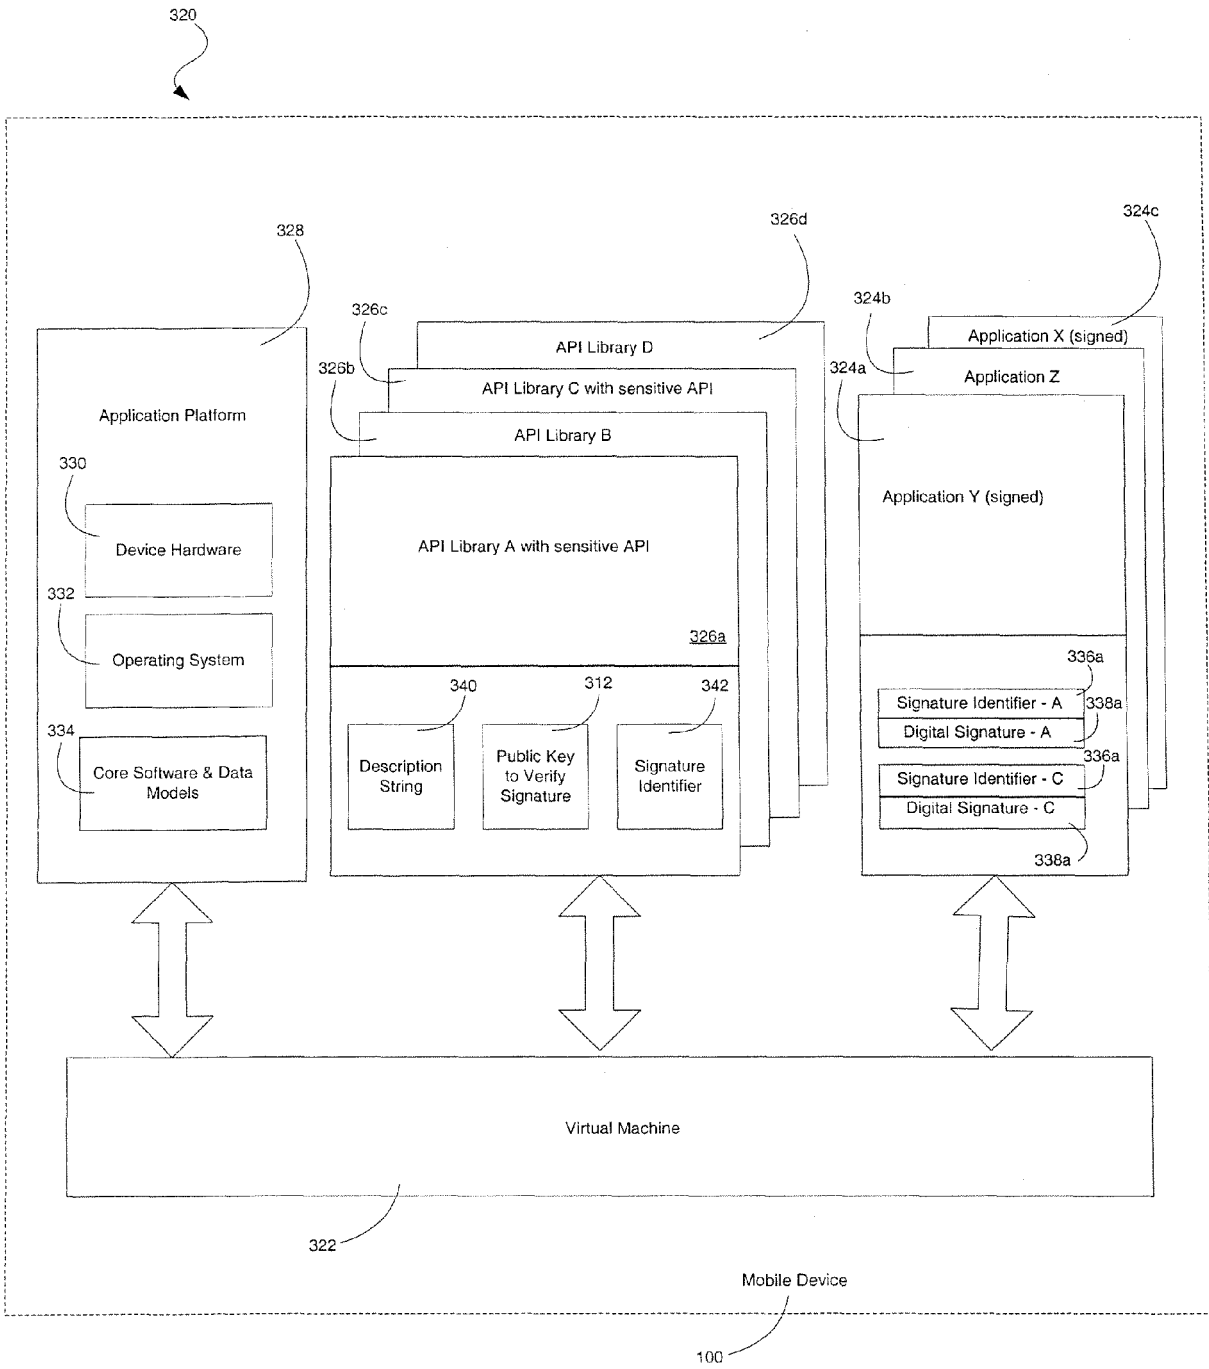 320
328
326d
324c
326c
324b
326b
324a
API Library D
Application X (signed)
API Library C with sensitive API
Application Z
Application Platform
API Library B
330
Application Y (signed)
Device Hardware
API Library A with sensitive API
332
326a
Operating System
336a
340
312
342
Signature Identifier - A
338a
334
Digital Signature - A
Core Software & Data
Models
Description
String
Public Key
to Verify
Signature
Signature
Identifier
336a
Signature Identifier - C
Digital Signature - C
338a
Virtual Machine
322
Mobile Device
100